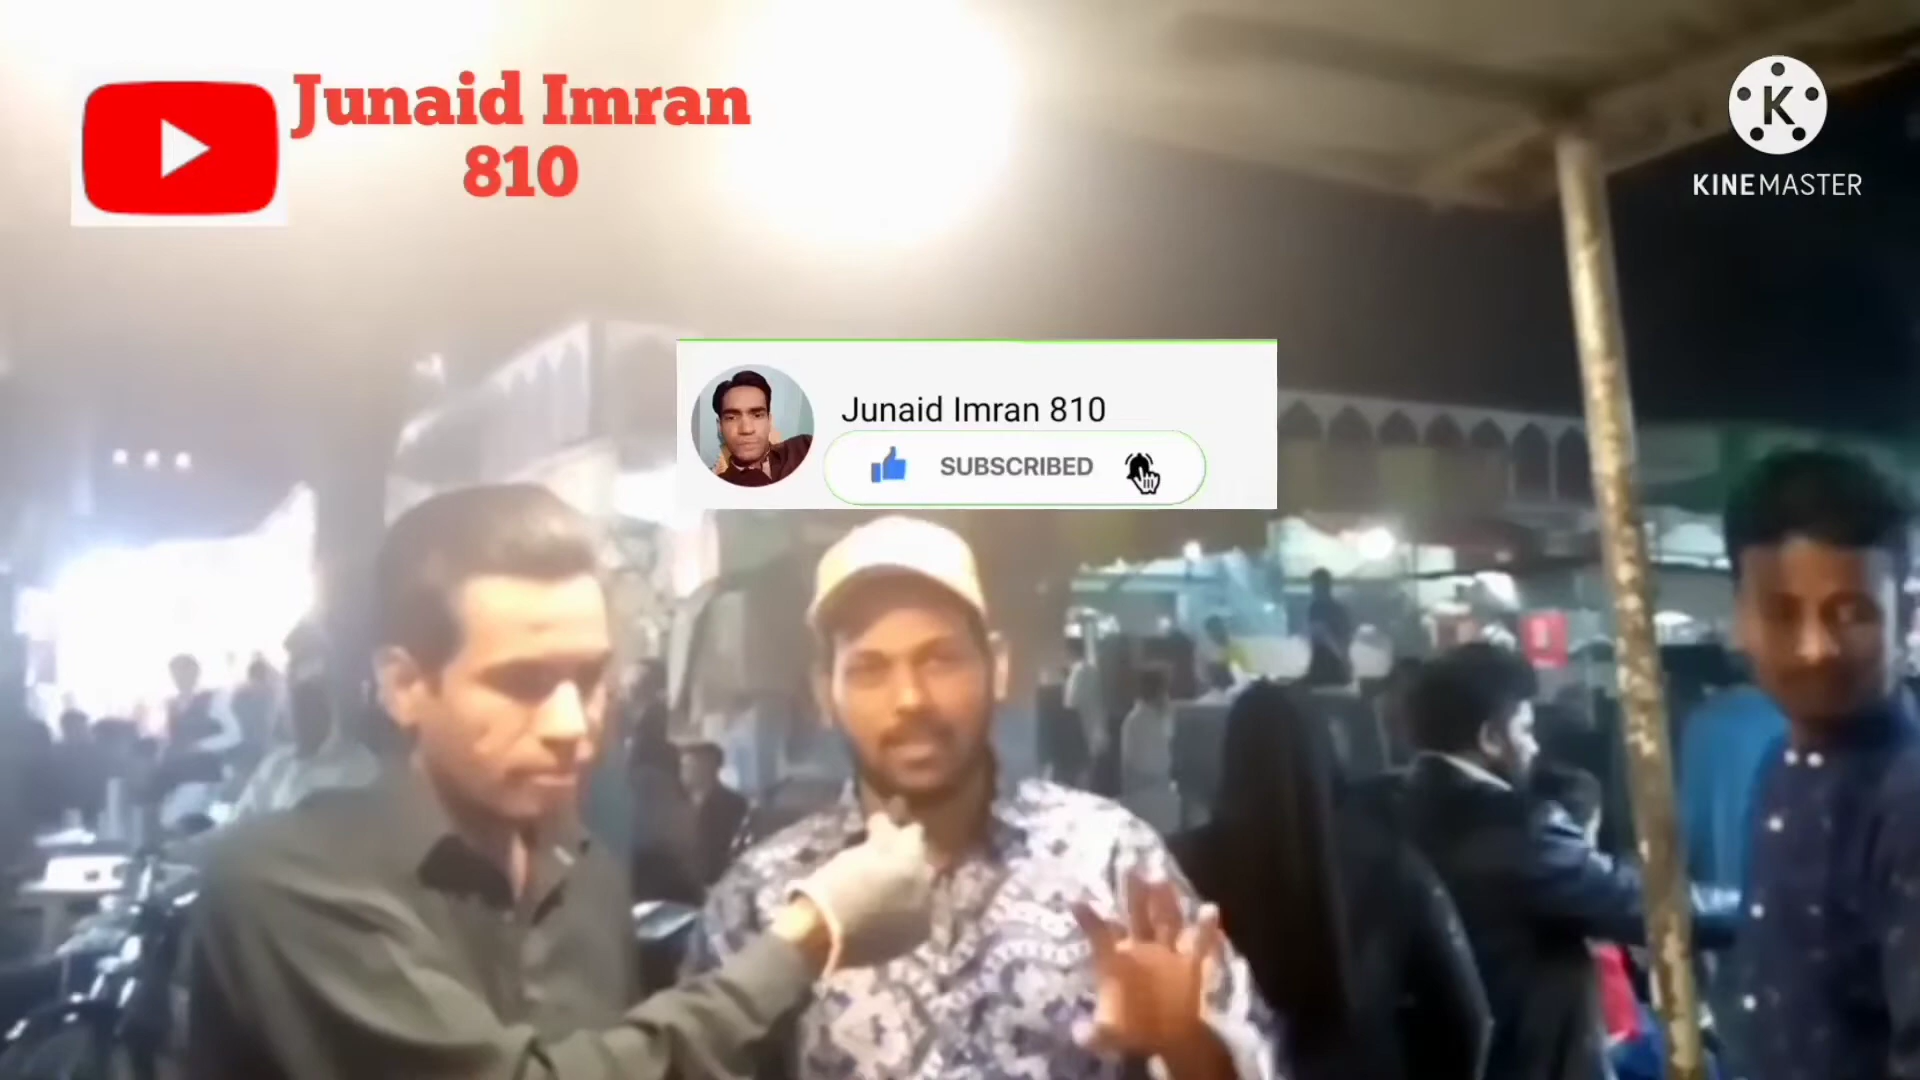 Junaid Imran
810
KINEMASTER
Junaid Imran 810
SUBSCRIBED